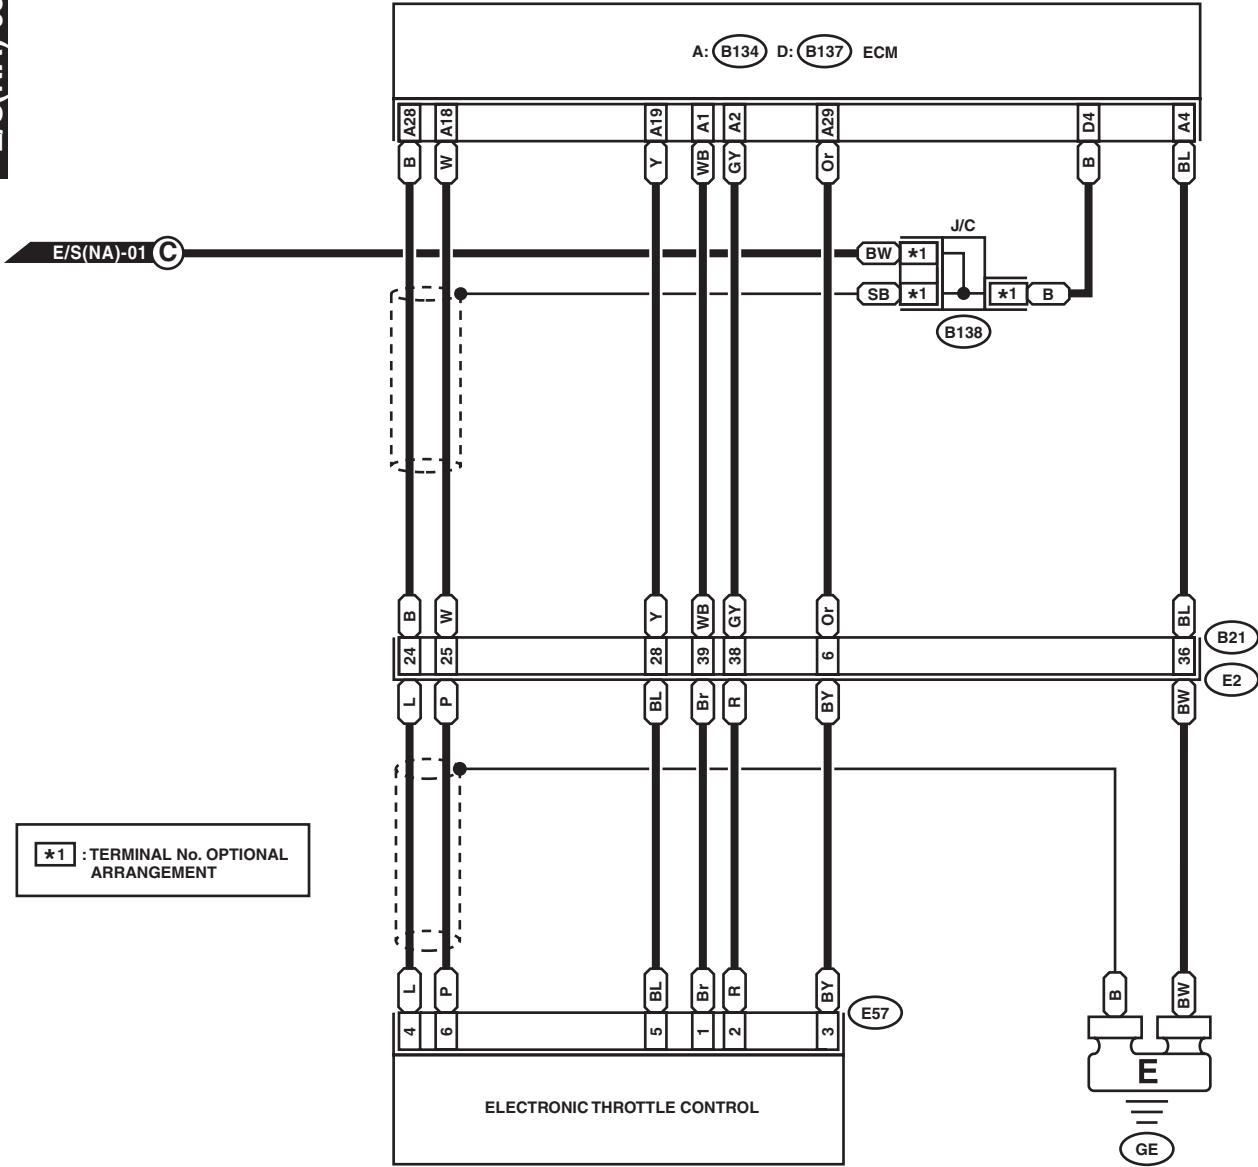 A: B134 D: B137 ECM
A28 A18 A19 A1 A2 A29 D4 A4
B W Y WB GY Or B BL
J/C
E/S(NA)-01 C
BW *1
SB *1 *1 B
B138
B W Y WB GY Or BL
B21
24 25 28 39 38 6 36
E2
L P BL Br R BY BW
*1 : TERMINAL No. OPTIONAL
ARRANGEMENT
L P BL Br R BY B BW
E57
4 6 5 1 2 3
E
ELECTRONIC THROTTLE CONTROL
GE